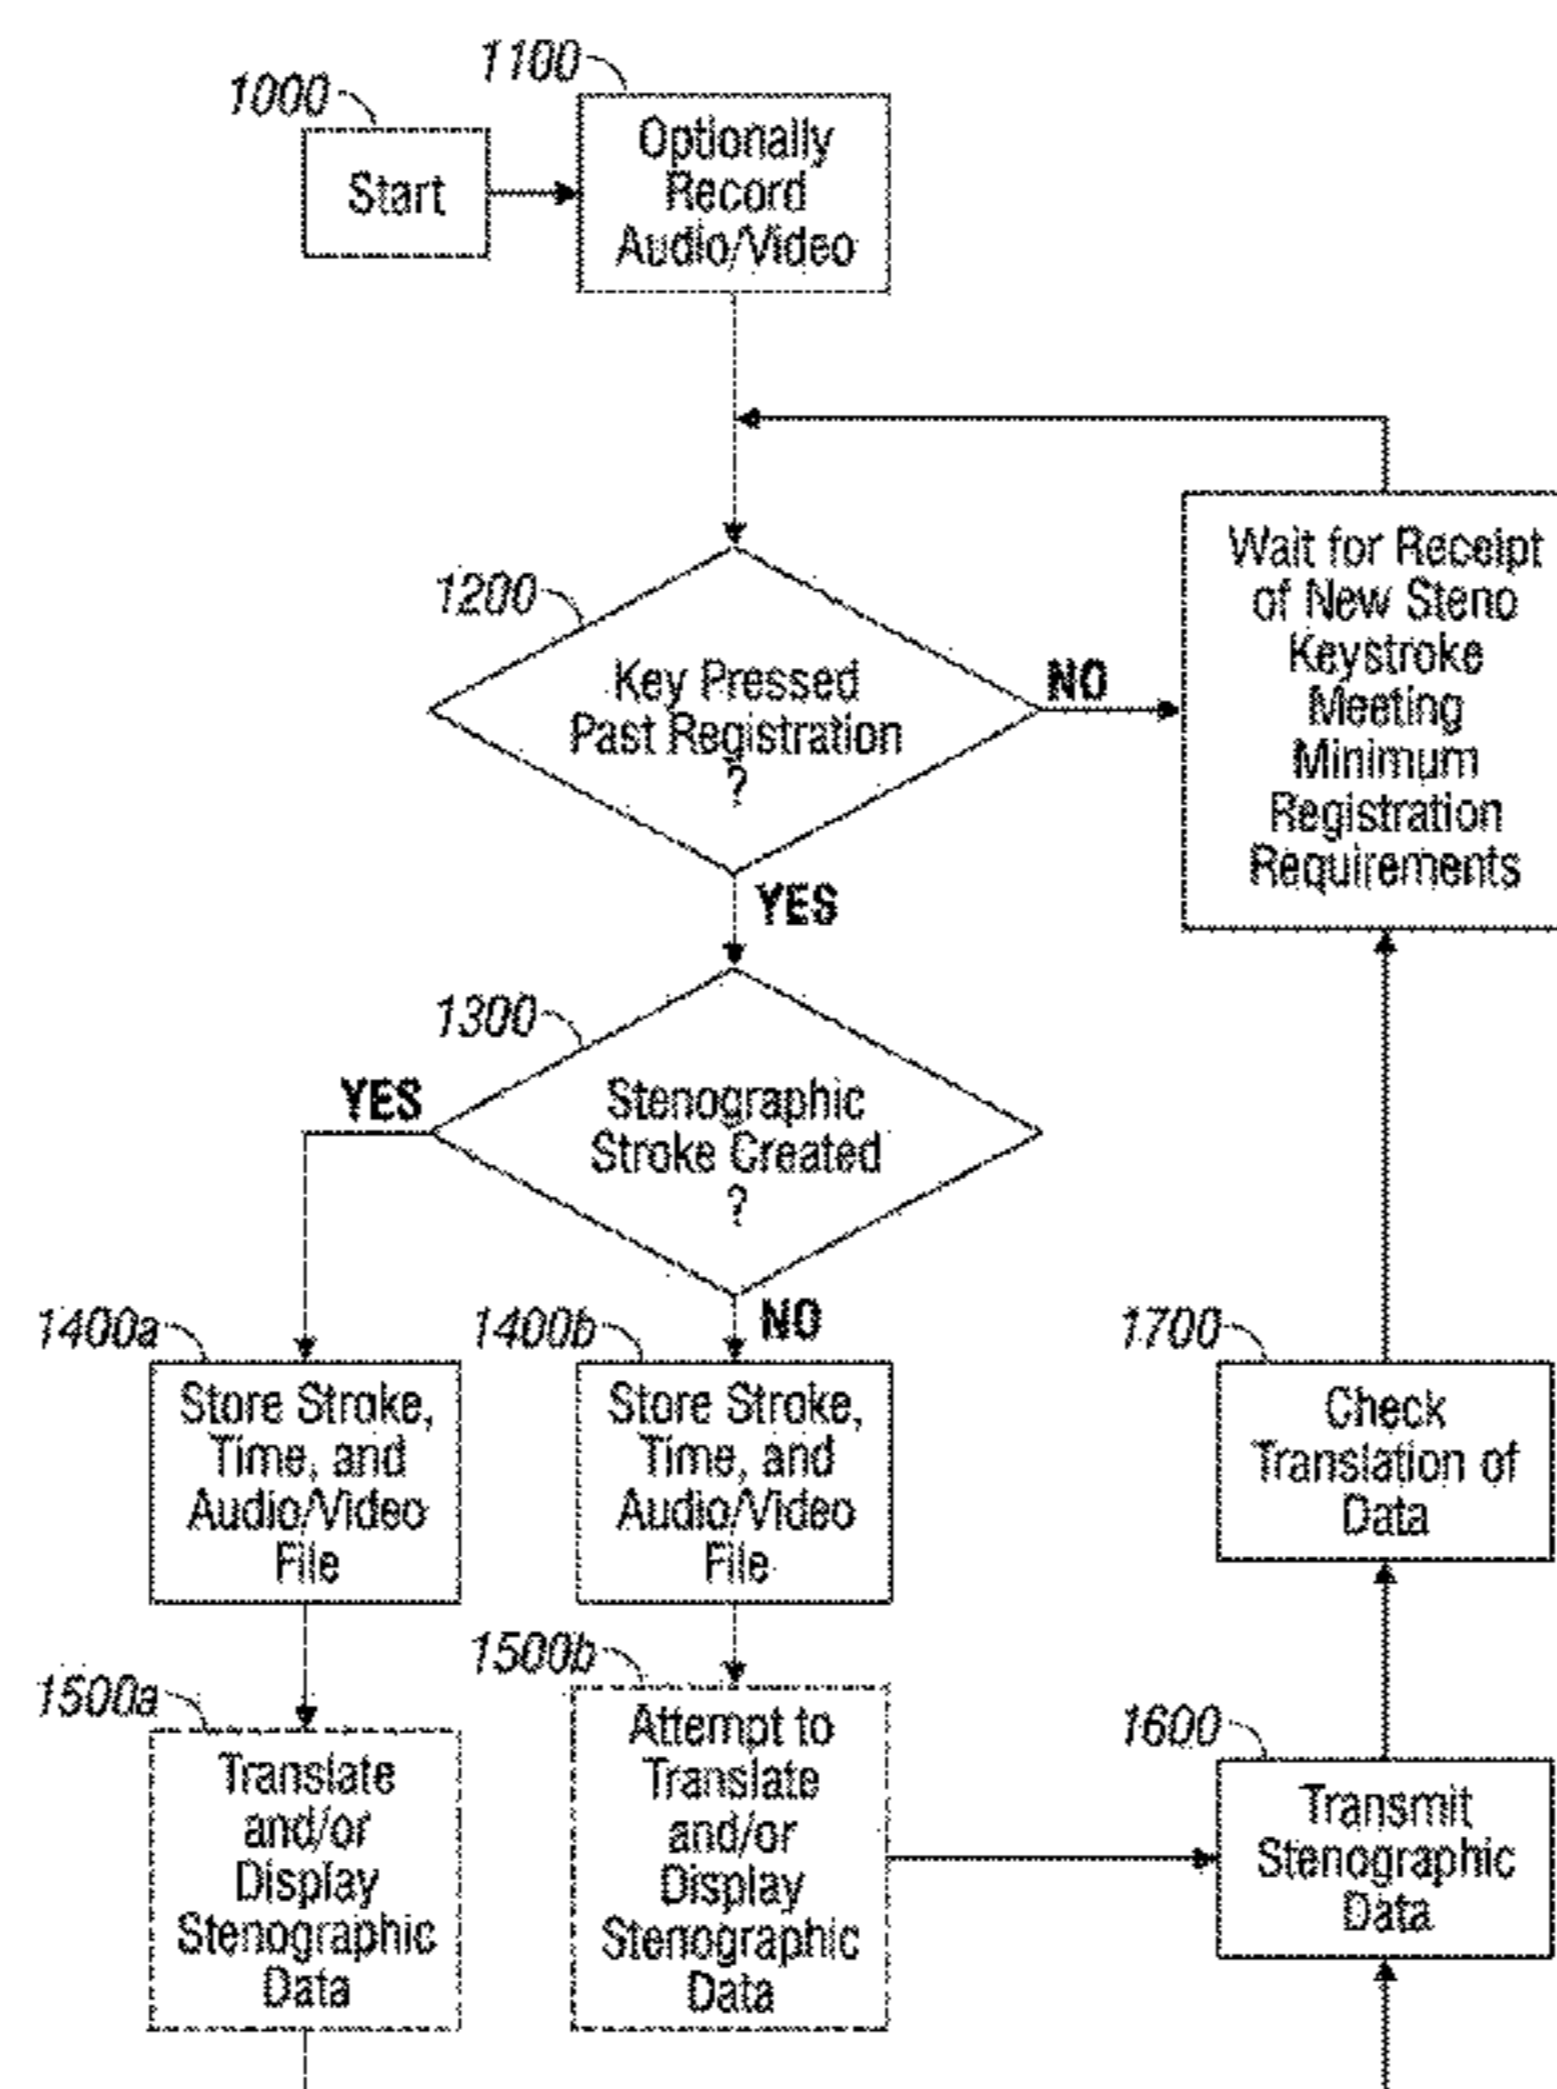 1000
Start
1100
Optionally
Record
Audio/Video
1200
Key Pressed
Past Registration
?
NO
Wait for Receipt
of New Steno
Keystroke
Meeting
Minimum
Registration
Requirements
YES
1300
Stenographic
Stroke Created
?
YES
NO
1400a
Store Stroke,
Time, and
Audio/Video
File
1400b
Store Stroke,
Time, and
Audio/Video
File
1700
Check
Translation of
Data
1500a
Translate
and/or
Display
Stenographic
Data
1500b
Attempt to
Translate
and/or
Display
Stenographic
Data
1600
Transmit
Stenographic
Data